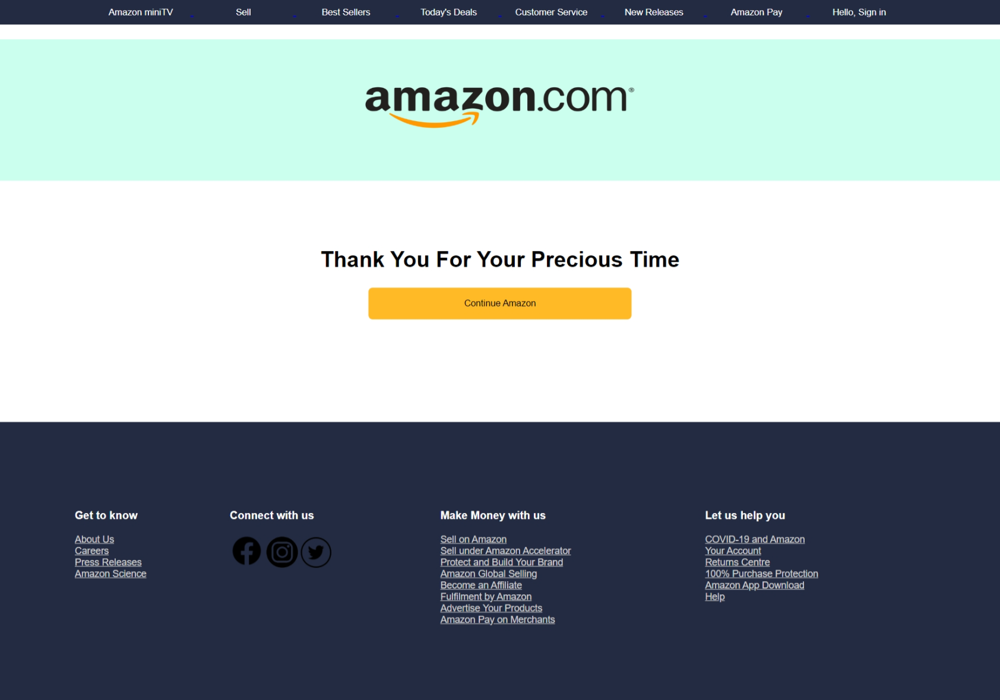 Amazon miniTV Sell Best Sellers Today's Deals Customer Service New Releases Amazon Pay Hello, Sign in
amazon.com®
Thank You For Your Precious Time
Continue Amazon
Get to know
About Us
Careers
Press Releases
Amazon Science
Connect with us
Make Money with us
Sell on Amazon
Sell under Amazon Accelerator
Protect and Build Your Brand
Amazon Global Selling
Become an Affiliate
Fulfilment by Amazon
Advertise Your Products
Amazon Pay on Merchants
Let us help you
COVID-19 and Amazon
Your Account
Returns Centre
100% Purchase Protection
Amazon App Download
Help